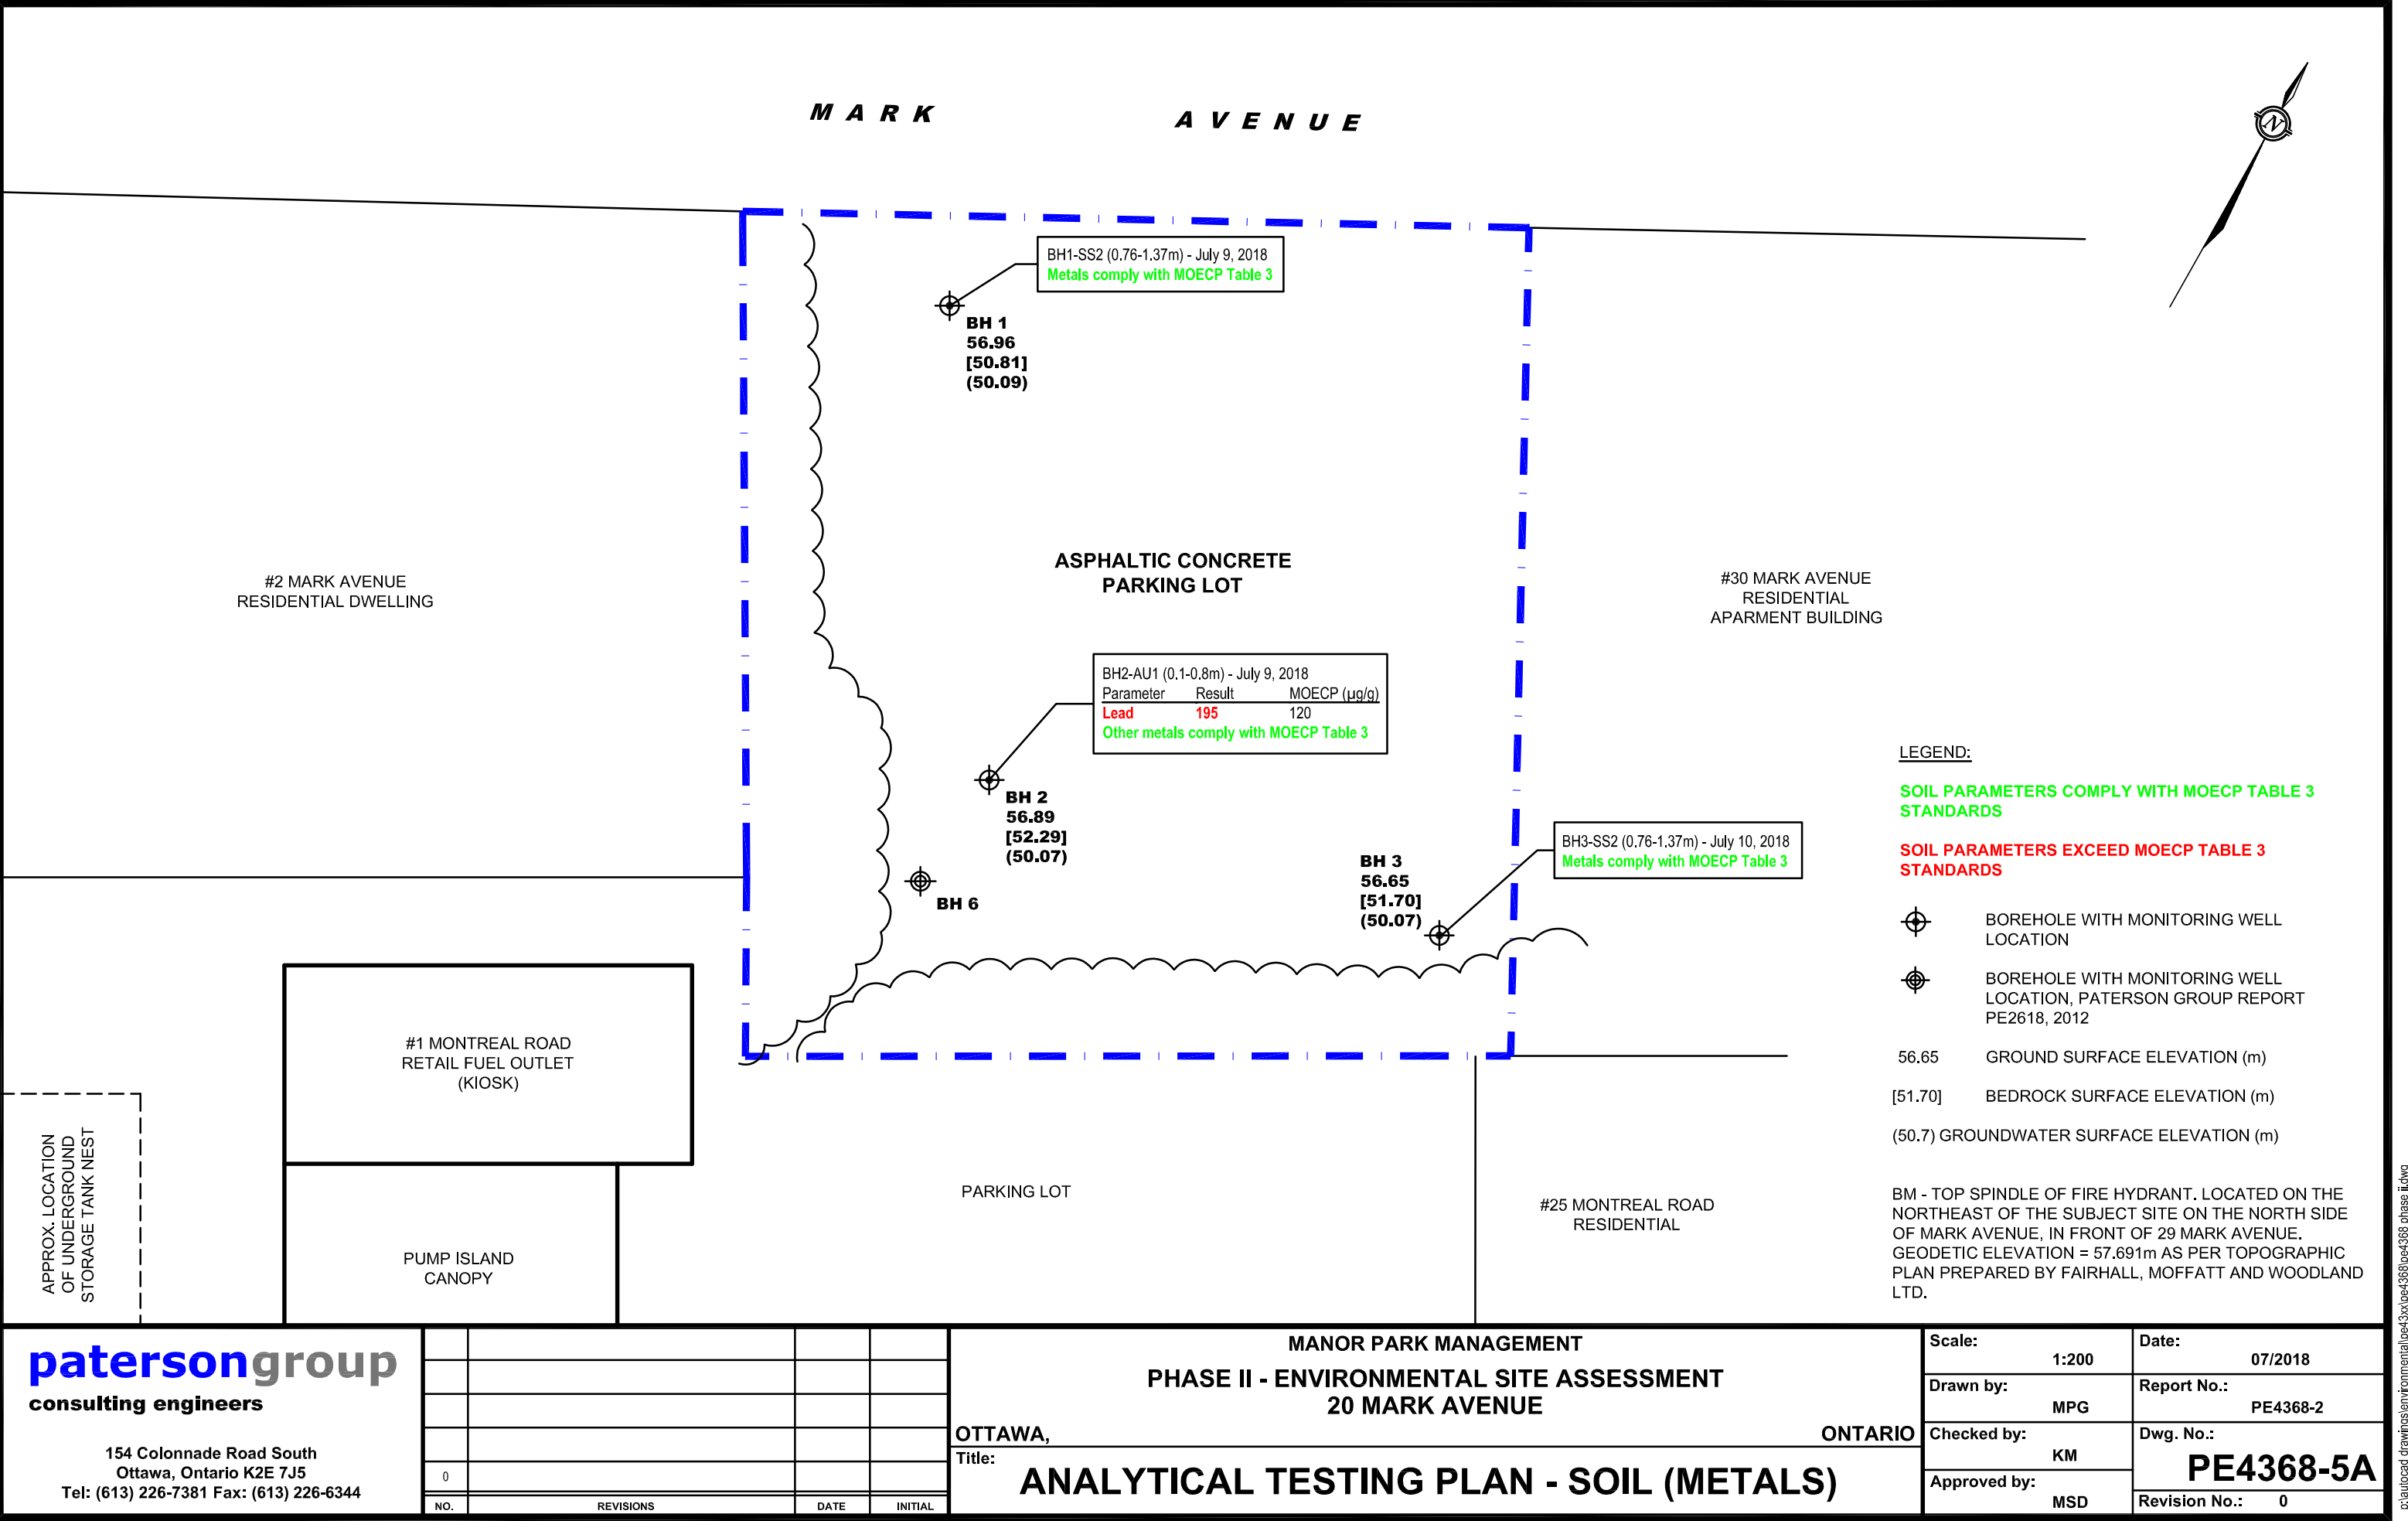 MARK AVENUE
BH1-SS2 (0.76-1.37m) - July 9, 2018
Metals comply with MOECP Table 3
BH 1
56.96
[50.81]
(50.09)
#2 MARK AVENUE
RESIDENTIAL DWELLING
ASPHALTIC CONCRETE
PARKING LOT
#30 MARK AVENUE
RESIDENTIAL
APARMENT BUILDING
BH2-AU1 (0.1-0.8m) - July 9, 2018
Parameter Result MOECP (µg/g)
Lead 195 120
Other metals comply with MOECP Table 3
BH 2
56.89
[52.29]
(50.07)
BH 6
BH 3
56.65
[51.70]
(50.07)
BH3-SS2 (0.76-1.37m) - July 10, 2018
Metals comply with MOECP Table 3
N
LEGEND:
SOIL PARAMETERS COMPLY WITH MOECP TABLE 3
STANDARDS
SOIL PARAMETERS EXCEED MOECP TABLE 3
STANDARDS
BOREHOLE WITH MONITORING WELL
LOCATION
BOREHOLE WITH MONITORING WELL
LOCATION, PATERSON GROUP REPORT
PE2618, 2012
56.65 GROUND SURFACE ELEVATION (m)
[51.70] BEDROCK SURFACE ELEVATION (m)
(50.7) GROUNDWATER SURFACE ELEVATION (m)
BM - TOP SPINDLE OF FIRE HYDRANT. LOCATED ON THE
NORTHEAST OF THE SUBJECT SITE ON THE NORTH SIDE
OF MARK AVENUE, IN FRONT OF 29 MARK AVENUE.
GEODETIC ELEVATION = 57.691m AS PER TOPOGRAPHIC
PLAN PREPARED BY FAIRHALL, MOFFATT AND WOODLAND
LTD.
#1 MONTREAL ROAD
RETAIL FUEL OUTLET
(KIOSK)
APPROX. LOCATION
OF UNDERGROUND
STORAGE TANK NEST
PUMP ISLAND
CANOPY
PARKING LOT
#25 MONTREAL ROAD
RESIDENTIAL
patersongroup
consulting engineers
154 Colonnade Road South
Ottawa, Ontario K2E 7J5
Tel: (613) 226-7381 Fax: (613) 226-6344
0
NO. REVISIONS DATE INITIAL
MANOR PARK MANAGEMENT
PHASE II - ENVIRONMENTAL SITE ASSESSMENT
20 MARK AVENUE
OTTAWA, ONTARIO
Title:
ANALYTICAL TESTING PLAN - SOIL (METALS)
Scale:
1:200
Date:
07/2018
Drawn by:
MPG
Report No.:
PE4368-2
Checked by:
KM
Dwg. No.:
PE4368-5A
Approved by:
MSD
Revision No.: 0
p:\autocad drawings\environmental\pe43xx\pe4368\pe4368 phase ii.dwg